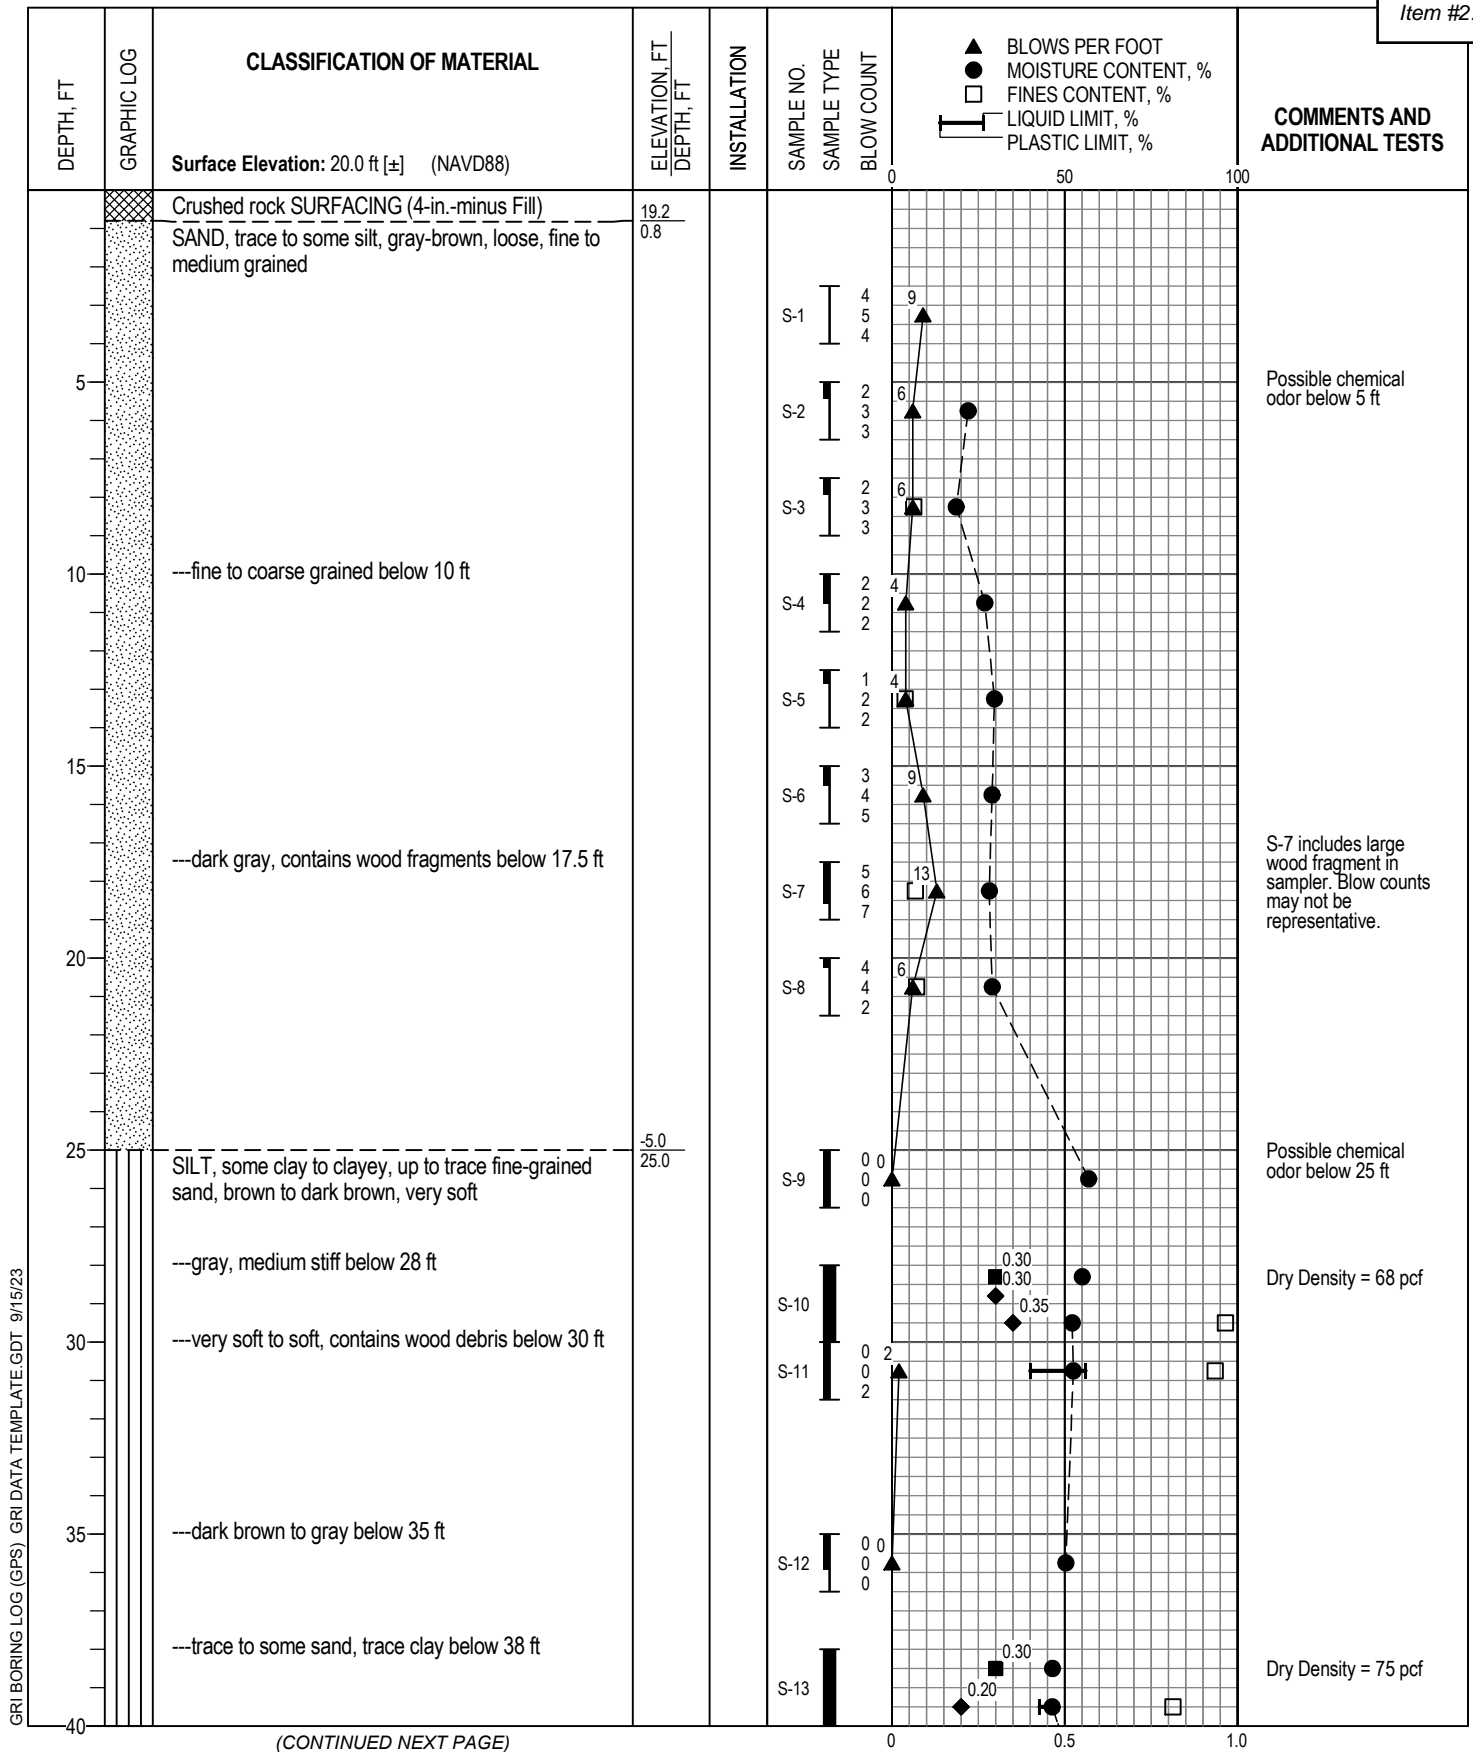 Item #2.
DEPTH, FT
GRAPHIC LOG
CLASSIFICATION OF MATERIAL
Surface Elevation: 20.0 ft [±] (NAVD88)
ELEVATION, FT
DEPTH, FT
INSTALLATION
SAMPLE NO.
SAMPLE TYPE
BLOW COUNT
BLOWS PER FOOT
MOISTURE CONTENT, %
FINES CONTENT, %
LIQUID LIMIT, %
PLASTIC LIMIT, %
0 50 100
COMMENTS AND
ADDITIONAL TESTS
Crushed rock SURFACING (4-in.-minus Fill)
19.2
0.8
SAND, trace to some silt, gray-brown, loose, fine to
medium grained
S-1
4
5
4
9
5
S-2
2
3
3
6
Possible chemical
odor below 5 ft
S-3
2
3
3
6
10
---fine to coarse grained below 10 ft
S-4
2
2
2
4
S-5
1
2
2
4
15
S-6
3
4
5
9
---dark gray, contains wood fragments below 17.5 ft
S-7
5
6
7
13
S-7 includes large
wood fragment in
sampler. Blow counts
may not be
representative.
20
S-8
4
4
2
6
25
-5.0
25.0
SILT, some clay to clayey, up to trace fine-grained
sand, brown to dark brown, very soft
S-9
0
0
0
0
Possible chemical
odor below 25 ft
---gray, medium stiff below 28 ft
S-10
0.30
0.30
0.35
Dry Density = 68 pcf
30
---very soft to soft, contains wood debris below 30 ft
S-11
0
0
2
2
35
---dark brown to gray below 35 ft
S-12
0
0
0
0
---trace to some sand, trace clay below 38 ft
S-13
0.30
0.20
Dry Density = 75 pcf
40
(CONTINUED NEXT PAGE)
0 0.5 1.0
GRI BORING LOG (GPS) GRI DATA TEMPLATE.GDT 9/15/23